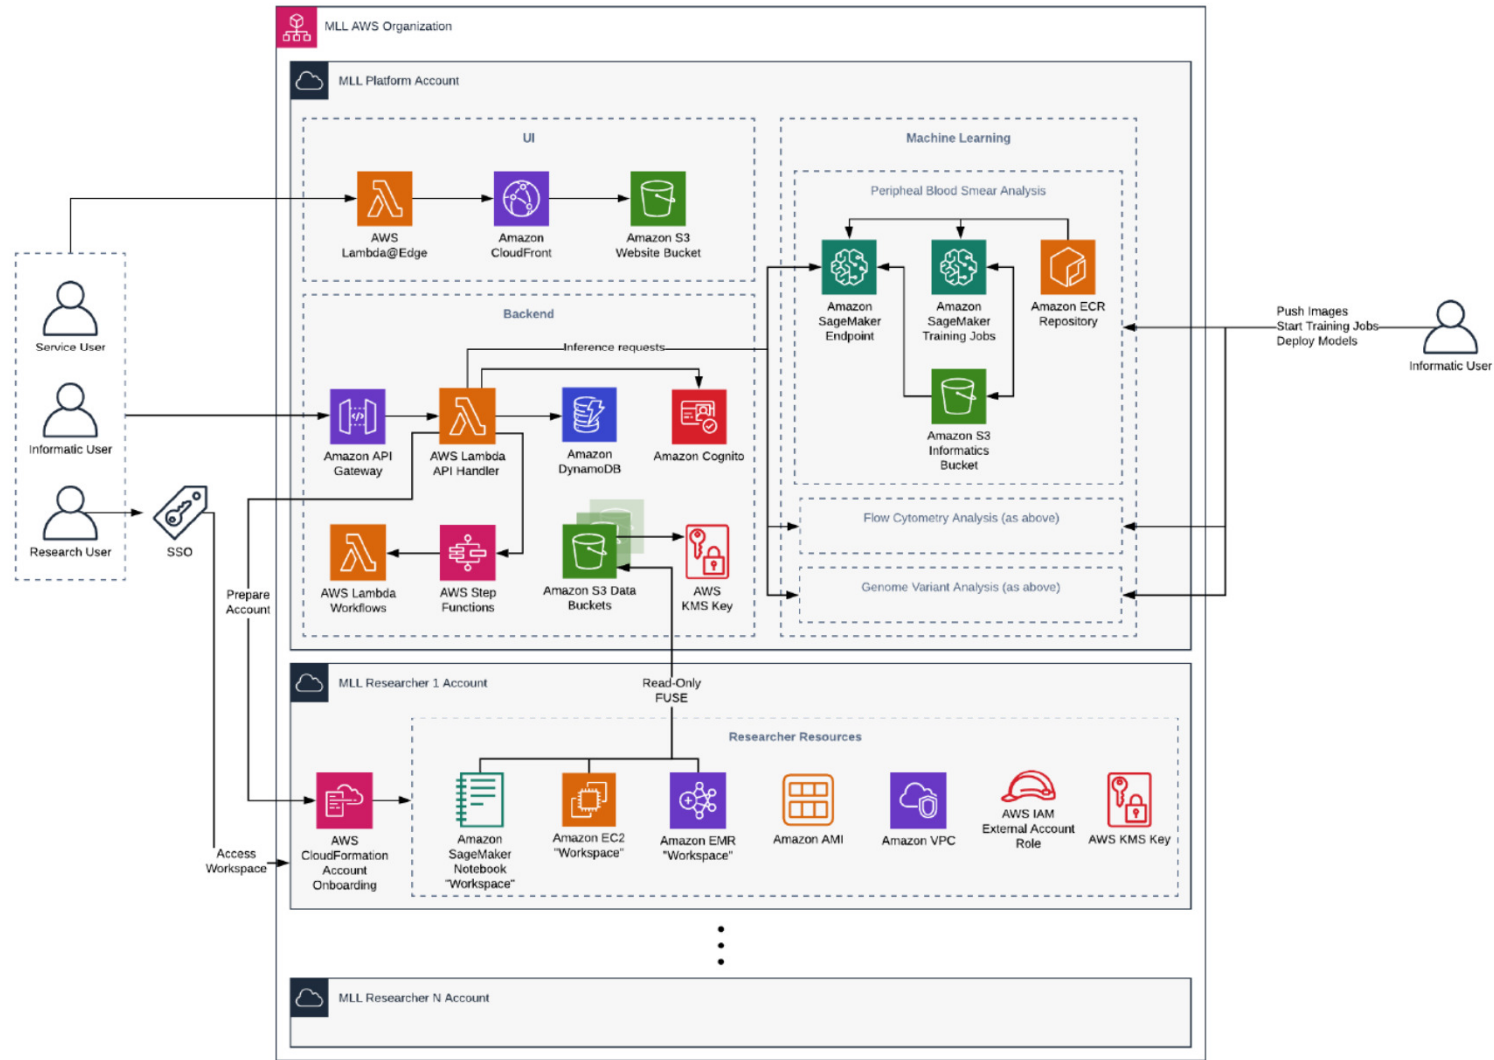 MLL AWS Organization
MLL Platform Account
UI
AWS
Lambda@Edge
Amazon
CloudFront
Amazon S3
Website Bucket
Machine Learning
Peripheal Blood Smear Analysis
Amazon
SageMaker
Endpoint
Amazon
SageMaker
Training Jobs
Amazon ECR
Repository
Amazon S3
Informatics
Bucket
Flow Cytometry Analysis (as above)
Genome Variant Analysis (as above)
Service User
Informatic User
Research User
SSO
Backend
Inference requests
Amazon API
Gateway
AWS Lambda
API Handler
Amazon
DynamoDB
Amazon Cognito
AWS Lambda
Workflows
AWS Step
Functions
Amazon S3 Data
Buckets
AWS
KMS Key
Push Images
Start Training Jobs
Deploy Models
Informatic User
Prepare
Account
Access
Workspace
MLL Researcher 1 Account
Read-Only
FUSE
Researcher Resources
AWS
CloudFormation
Account
Onboarding
Amazon
SageMaker
Notebook
"Workspace"
Amazon EC2
"Workspace"
Amazon EMR
"Workspace"
Amazon AMI
Amazon VPC
AWS IAM
External Account
Role
AWS KMS Key
MLL Researcher N Account